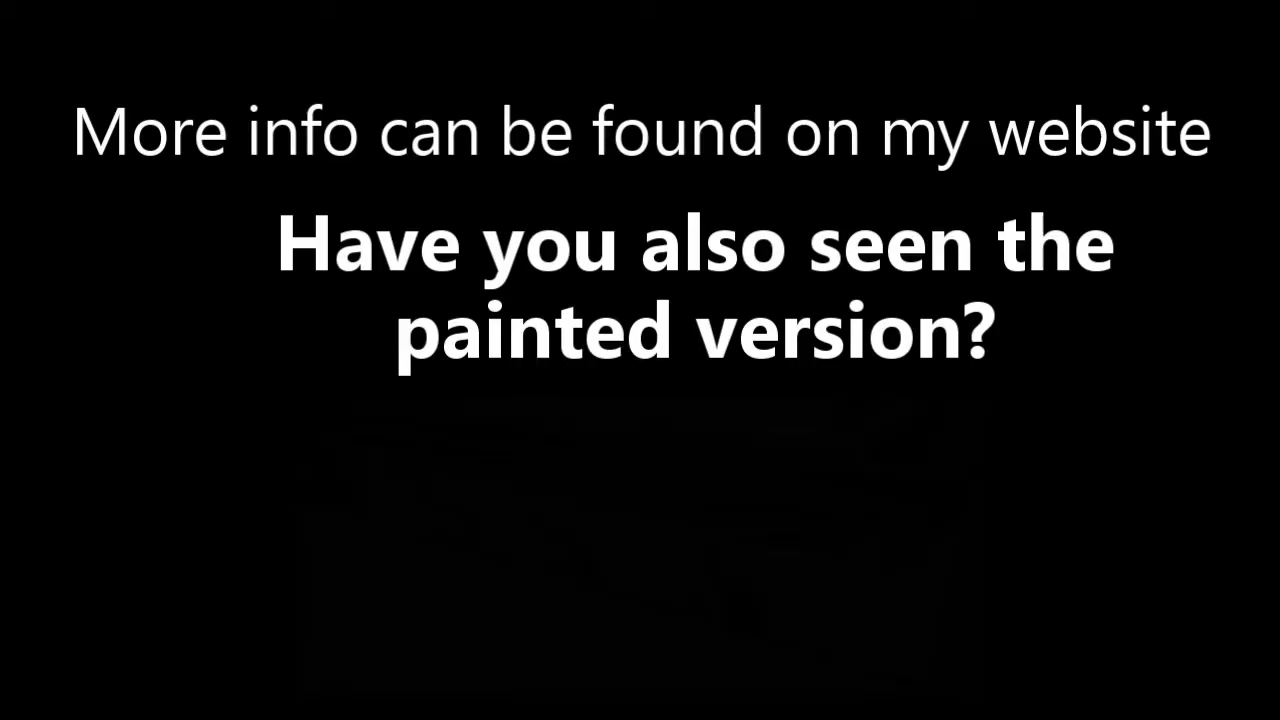 More info can be found on my website
Have you also seen the
painted version?